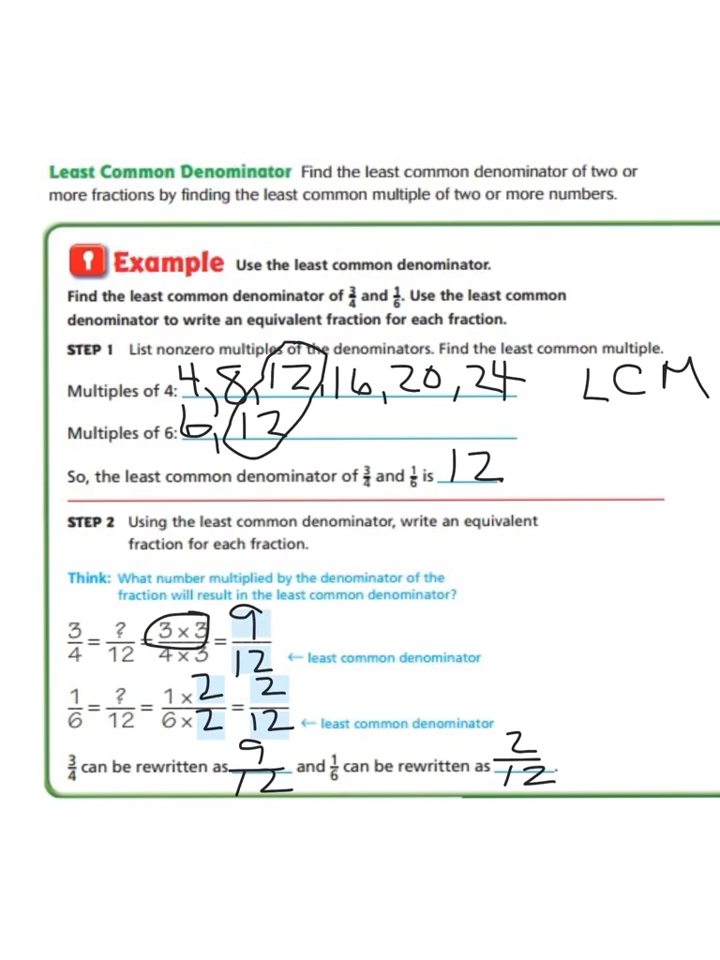 Least Common Denominator Find the least common denominator of two or
more fractions by finding the least common multiple of two or more numbers.
Example Use the least common denominator.
Find the least common denominator of 3/4 and 1/6. Use the least common
denominator to write an equivalent fraction for each fraction.
STEP 1 List nonzero multiples of the denominators. Find the least common multiple.
Multiples of 4: 4, 8, 12, 16, 20, 24 LCM
Multiples of 6: 6, 12
So, the least common denominator of 3/4 and 1/6 is 12
STEP 2 Using the least common denominator, write an equivalent
fraction for each fraction.
Think: What number multiplied by the denominator of the
fraction will result in the least common denominator?
3/4 = ?/12 = 3 x 3/4 x 3 = 9/12 ← least common denominator
1/6 = ?/12 = 1 x 2/6 x 2 = 2/12 ← least common denominator
3/4 can be rewritten as 9/12 and 1/6 can be rewritten as 2/12.